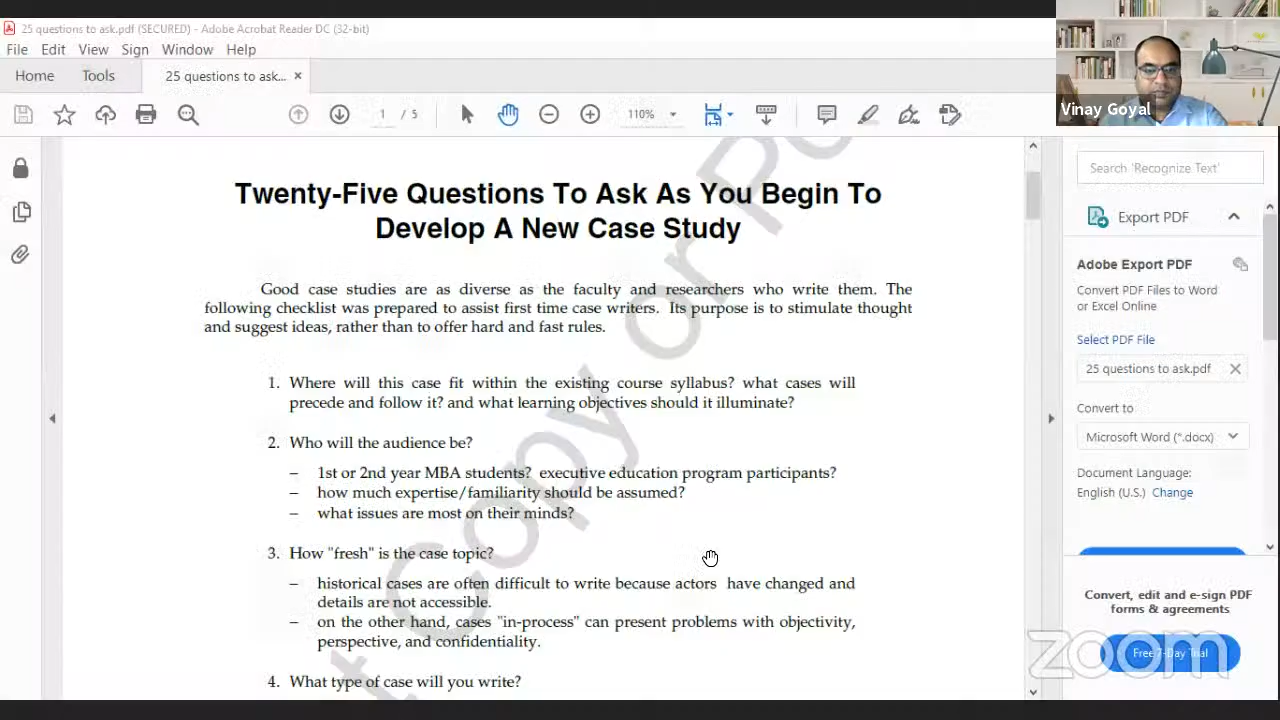 25 questions to ask.pdf (SECURED) - Adobe Acrobat Reader DC (32-bit)
File Edit View Sign Window Help
Home Tools 25 questions to ask... ×
1 / 5 110%
Vinay Goyal
Twenty-Five Questions To Ask As You Begin To
Develop A New Case Study
Good case studies are as diverse as the faculty and researchers who write them. The
following checklist was prepared to assist first time case writers. Its purpose is to stimulate thought
and suggest ideas, rather than to offer hard and fast rules.
1. Where will this case fit within the existing course syllabus? what cases will
precede and follow it? and what learning objectives should it illuminate?
2. Who will the audience be?
– 1st or 2nd year MBA students? executive education program participants?
– how much expertise/familiarity should be assumed?
– what issues are most on their minds?
3. How "fresh" is the case topic?
– historical cases are often difficult to write because actors have changed and
details are not accessible.
– on the other hand, cases "in-process" can present problems with objectivity,
perspective, and confidentiality.
4. What type of case will you write?
t Copy or Po
Search 'Recognize Text'
Export PDF
Adobe Export PDF
Convert PDF Files to Word
or Excel Online
Select PDF File
25 questions to ask.pdf
Convert to
Microsoft Word (*.docx)
Document Language:
English (U.S.) Change
Convert, edit and e-sign PDF
forms & agreements
Free 7-Day Trial
zoom